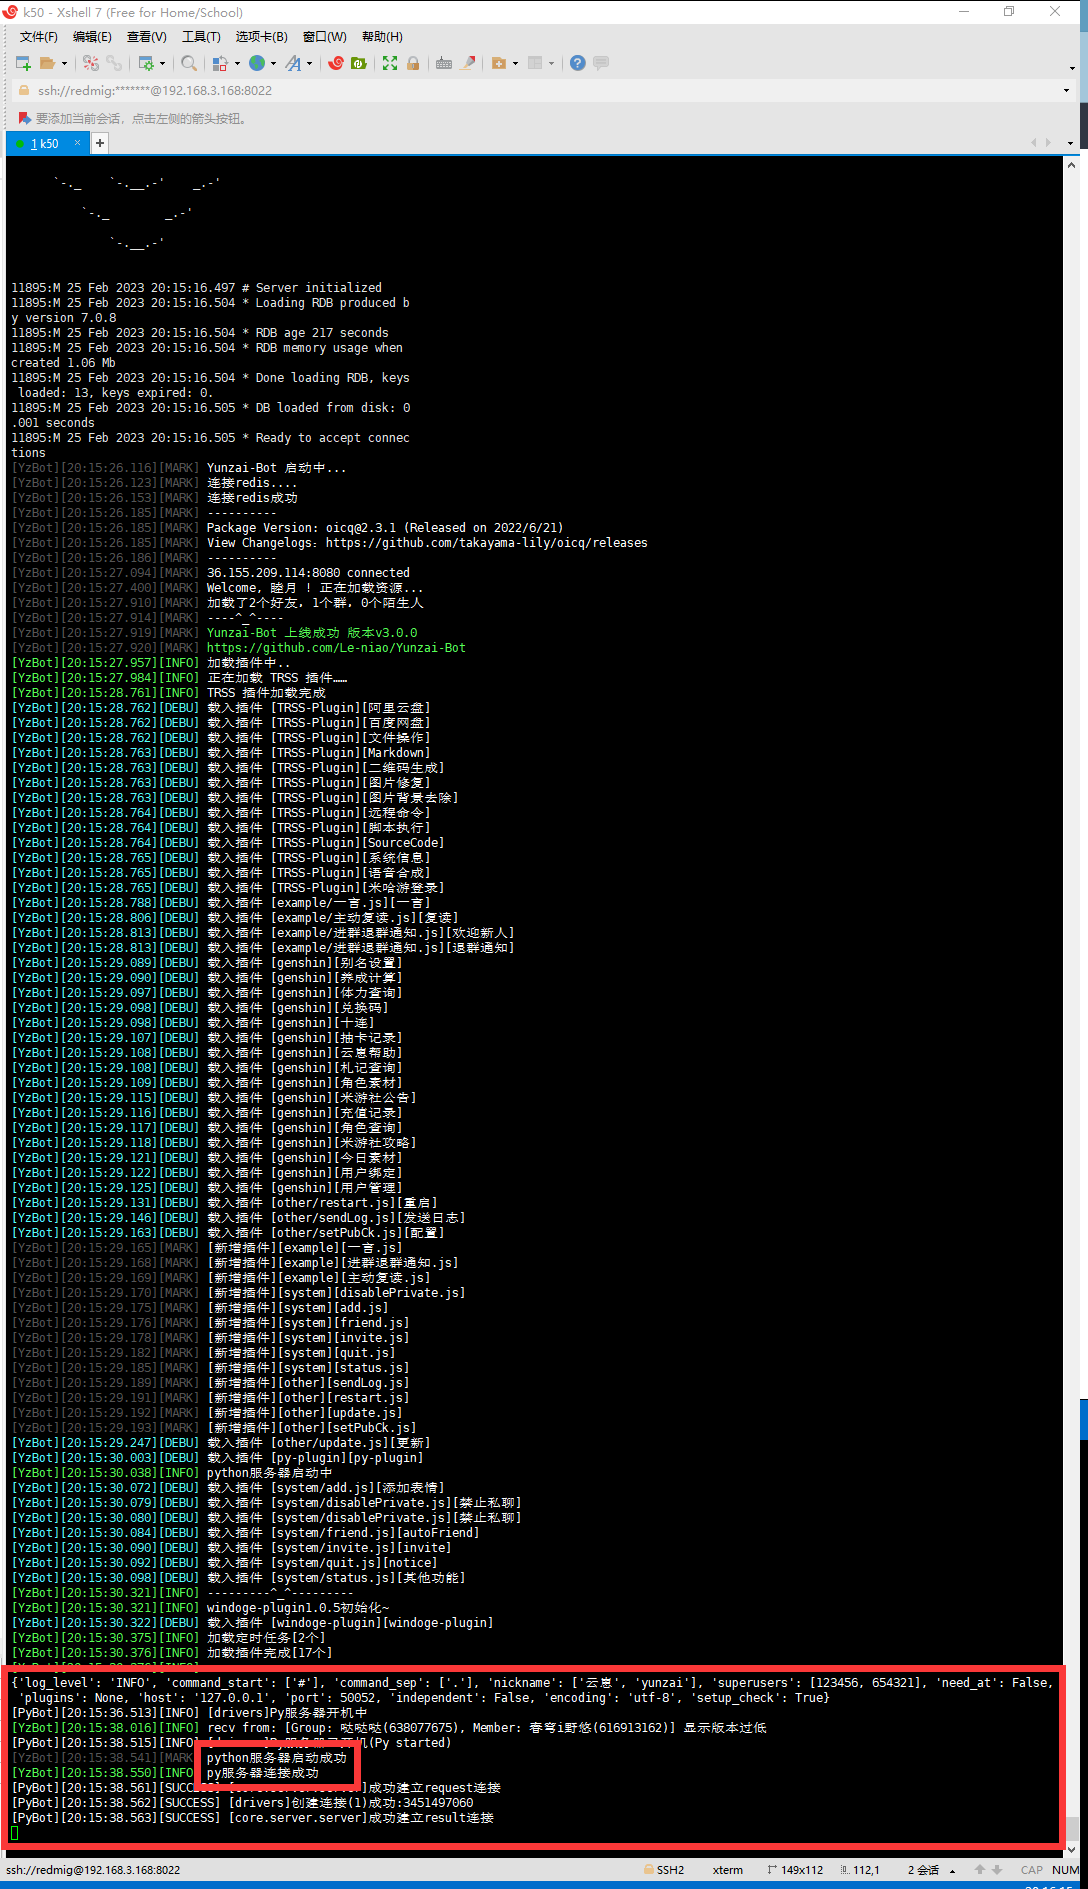 k50 - Xshell 7 (Free for Home/School)
文件(F) 编辑(E) 查看(V) 工具(T) 选项卡(B) 窗口(W) 帮助(H)
ssh://redmig:*******@192.168.3.168:8022
要添加当前会话，点击左侧的箭头按钮。
1 k50 × +
`-._    `-.__.-'    _.-'
`-._        _.-'
`-.__.-'
11895:M 25 Feb 2023 20:15:16.497 # Server initialized
11895:M 25 Feb 2023 20:15:16.504 * Loading RDB produced b
y version 7.0.8
11895:M 25 Feb 2023 20:15:16.504 * RDB age 217 seconds
11895:M 25 Feb 2023 20:15:16.504 * RDB memory usage when
created 1.06 Mb
11895:M 25 Feb 2023 20:15:16.504 * Done loading RDB, keys
 loaded: 13, keys expired: 0.
11895:M 25 Feb 2023 20:15:16.505 * DB loaded from disk: 0
.001 seconds
11895:M 25 Feb 2023 20:15:16.505 * Ready to accept connec
tions
[YzBot][20:15:26.116][MARK] Yunzai-Bot 启动中...
[YzBot][20:15:26.123][MARK] 连接redis....
[YzBot][20:15:26.153][MARK] 连接redis成功
[YzBot][20:15:26.185][MARK] ----------
[YzBot][20:15:26.185][MARK] Package Version: oicq@2.3.1 (Released on 2022/6/21)
[YzBot][20:15:26.185][MARK] View Changelogs: https://github.com/takayama-lily/oicq/releases
[YzBot][20:15:26.186][MARK] ----------
[YzBot][20:15:27.094][MARK] 36.155.209.114:8080 connected
[YzBot][20:15:27.400][MARK] Welcome, 睦月 ! 正在加载资源...
[YzBot][20:15:27.910][MARK] 加载了2个好友，1个群，0个陌生人
[YzBot][20:15:27.914][MARK] ----^_^----
[YzBot][20:15:27.919][MARK] Yunzai-Bot 上线成功 版本v3.0.0
[YzBot][20:15:27.920][MARK] https://github.com/Le-niao/Yunzai-Bot
[YzBot][20:15:27.957][INFO] 加载插件中..
[YzBot][20:15:27.984][INFO] 正在加载 TRSS 插件……
[YzBot][20:15:28.761][INFO] TRSS 插件加载完成
[YzBot][20:15:28.762][DEBU] 载入插件 [TRSS-Plugin][阿里云盘]
[YzBot][20:15:28.762][DEBU] 载入插件 [TRSS-Plugin][百度网盘]
[YzBot][20:15:28.762][DEBU] 载入插件 [TRSS-Plugin][文件操作]
[YzBot][20:15:28.763][DEBU] 载入插件 [TRSS-Plugin][Markdown]
[YzBot][20:15:28.763][DEBU] 载入插件 [TRSS-Plugin][二维码生成]
[YzBot][20:15:28.763][DEBU] 载入插件 [TRSS-Plugin][图片修复]
[YzBot][20:15:28.763][DEBU] 载入插件 [TRSS-Plugin][图片背景去除]
[YzBot][20:15:28.764][DEBU] 载入插件 [TRSS-Plugin][远程命令]
[YzBot][20:15:28.764][DEBU] 载入插件 [TRSS-Plugin][脚本执行]
[YzBot][20:15:28.764][DEBU] 载入插件 [TRSS-Plugin][SourceCode]
[YzBot][20:15:28.765][DEBU] 载入插件 [TRSS-Plugin][系统信息]
[YzBot][20:15:28.765][DEBU] 载入插件 [TRSS-Plugin][语音合成]
[YzBot][20:15:28.765][DEBU] 载入插件 [TRSS-Plugin][米哈游登录]
[YzBot][20:15:28.788][DEBU] 载入插件 [example/一言.js][一言]
[YzBot][20:15:28.806][DEBU] 载入插件 [example/主动复读.js][复读]
[YzBot][20:15:28.813][DEBU] 载入插件 [example/进群退群通知.js][欢迎新人]
[YzBot][20:15:28.813][DEBU] 载入插件 [example/进群退群通知.js][退群通知]
[YzBot][20:15:29.089][DEBU] 载入插件 [genshin][别名设置]
[YzBot][20:15:29.090][DEBU] 载入插件 [genshin][养成计算]
[YzBot][20:15:29.097][DEBU] 载入插件 [genshin][体力查询]
[YzBot][20:15:29.098][DEBU] 载入插件 [genshin][兑换码]
[YzBot][20:15:29.098][DEBU] 载入插件 [genshin][十连]
[YzBot][20:15:29.107][DEBU] 载入插件 [genshin][抽卡记录]
[YzBot][20:15:29.108][DEBU] 载入插件 [genshin][云崽帮助]
[YzBot][20:15:29.108][DEBU] 载入插件 [genshin][札记查询]
[YzBot][20:15:29.109][DEBU] 载入插件 [genshin][角色素材]
[YzBot][20:15:29.115][DEBU] 载入插件 [genshin][米游社公告]
[YzBot][20:15:29.116][DEBU] 载入插件 [genshin][充值记录]
[YzBot][20:15:29.117][DEBU] 载入插件 [genshin][角色查询]
[YzBot][20:15:29.118][DEBU] 载入插件 [genshin][米游社攻略]
[YzBot][20:15:29.121][DEBU] 载入插件 [genshin][今日素材]
[YzBot][20:15:29.122][DEBU] 载入插件 [genshin][用户绑定]
[YzBot][20:15:29.125][DEBU] 载入插件 [genshin][用户管理]
[YzBot][20:15:29.131][DEBU] 载入插件 [other/restart.js][重启]
[YzBot][20:15:29.146][DEBU] 载入插件 [other/sendLog.js][发送日志]
[YzBot][20:15:29.163][DEBU] 载入插件 [other/setPubCk.js][配置]
[YzBot][20:15:29.165][MARK] [新增插件][example][一言.js]
[YzBot][20:15:29.168][MARK] [新增插件][example][进群退群通知.js]
[YzBot][20:15:29.169][MARK] [新增插件][example][主动复读.js]
[YzBot][20:15:29.170][MARK] [新增插件][system][disablePrivate.js]
[YzBot][20:15:29.175][MARK] [新增插件][system][add.js]
[YzBot][20:15:29.176][MARK] [新增插件][system][friend.js]
[YzBot][20:15:29.178][MARK] [新增插件][system][invite.js]
[YzBot][20:15:29.182][MARK] [新增插件][system][quit.js]
[YzBot][20:15:29.185][MARK] [新增插件][system][status.js]
[YzBot][20:15:29.189][MARK] [新增插件][other][sendLog.js]
[YzBot][20:15:29.191][MARK] [新增插件][other][restart.js]
[YzBot][20:15:29.192][MARK] [新增插件][other][update.js]
[YzBot][20:15:29.193][MARK] [新增插件][other][setPubCk.js]
[YzBot][20:15:29.247][DEBU] 载入插件 [other/update.js][更新]
[YzBot][20:15:30.003][DEBU] 载入插件 [py-plugin][py-plugin]
[YzBot][20:15:30.038][INFO] python服务器启动中
[YzBot][20:15:30.072][DEBU] 载入插件 [system/add.js][添加表情]
[YzBot][20:15:30.079][DEBU] 载入插件 [system/disablePrivate.js][禁止私聊]
[YzBot][20:15:30.080][DEBU] 载入插件 [system/disablePrivate.js][禁止私聊]
[YzBot][20:15:30.084][DEBU] 载入插件 [system/friend.js][autoFriend]
[YzBot][20:15:30.090][DEBU] 载入插件 [system/invite.js][invite]
[YzBot][20:15:30.092][DEBU] 载入插件 [system/quit.js][notice]
[YzBot][20:15:30.098][DEBU] 载入插件 [system/status.js][其他功能]
[YzBot][20:15:30.321][INFO] ---------^_^---------
[YzBot][20:15:30.321][INFO] windoge-plugin1.0.5初始化~
[YzBot][20:15:30.322][DEBU] 载入插件 [windoge-plugin][windoge-plugin]
[YzBot][20:15:30.375][INFO] 加载定时任务[2个]
[YzBot][20:15:30.376][INFO] 加载插件完成[17个]
{'log_level': 'INFO', 'command_start': ['#'], 'command_sep': ['.'], 'nickname': ['云崽', 'yunzai'], 'superusers': [123456, 654321], 'need_at': False,
 'plugins': None, 'host': '127.0.0.1', 'port': 50052, 'independent': False, 'encoding': 'utf-8', 'setup_check': True}
[PyBot][20:15:36.513][INFO] [drivers]Py服务器开机中
[YzBot][20:15:38.016][INFO] recv from: [Group: 哒哒哒(638077675), Member: 春穹i野悠(616913162)] 显示版本过低
[PyBot][20:15:38.515][INFO] (Py started)
[YzBot][20:15:38.541][MARK] python服务器启动成功
[YzBot][20:15:38.550][INFO] py服务器连接成功
[PyBot][20:15:38.561][SUCCESS] 成功建立request连接
[PyBot][20:15:38.562][SUCCESS] [drivers]创建连接(1)成功:3451497060
[PyBot][20:15:38.563][SUCCESS] [core.server.server]成功建立result连接
ssh://redmig@192.168.3.168:8022 SSH2 xterm 149x112 112,1 2 会话 CAP NUM